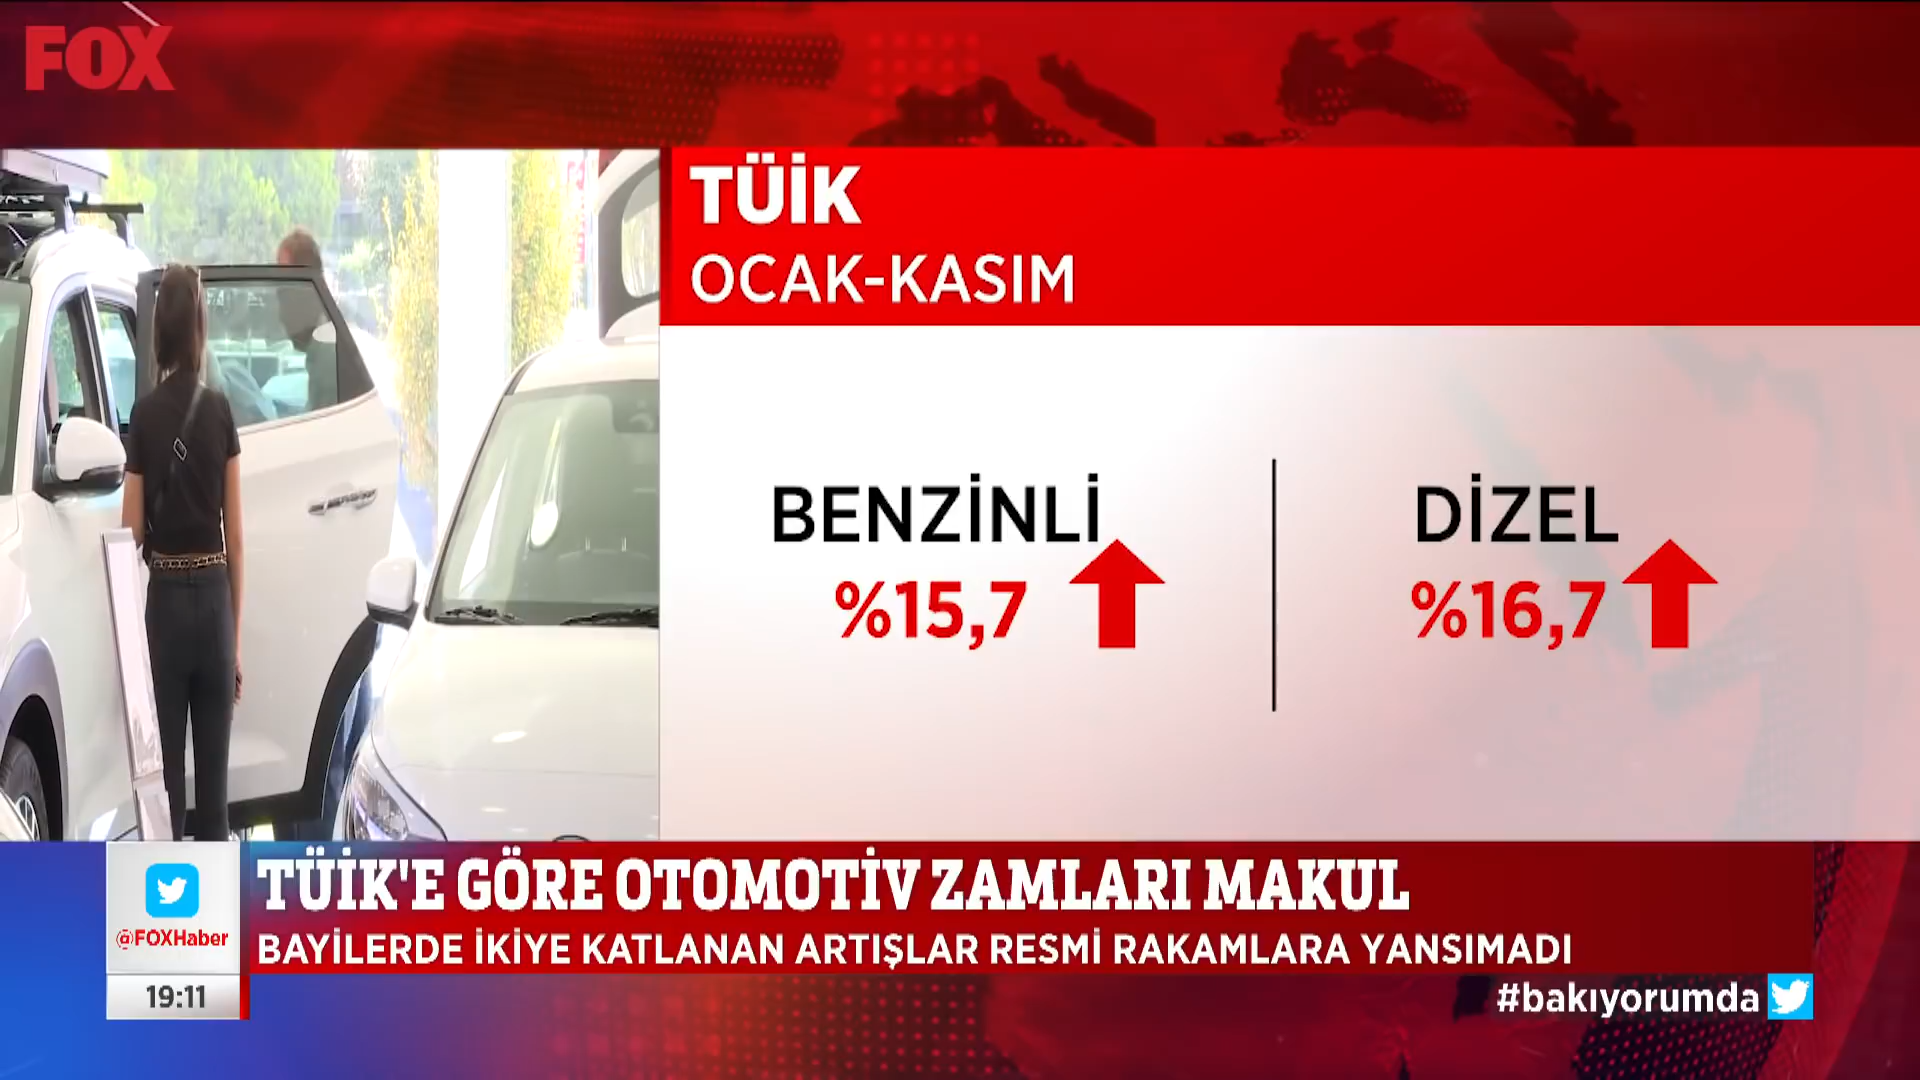 FOX
TÜİK
OCAK-KASIM
BENZİNLİ
%15,7
DİZEL
%16,7
TÜİK'E GÖRE OTOMOTİV ZAMLARI MAKUL
@FOXHaber
BAYİLERDE İKİYE KATLANAN ARTIŞLAR RESMİ RAKAMLARA YANSIMADI
19:11
#bakıyorumda